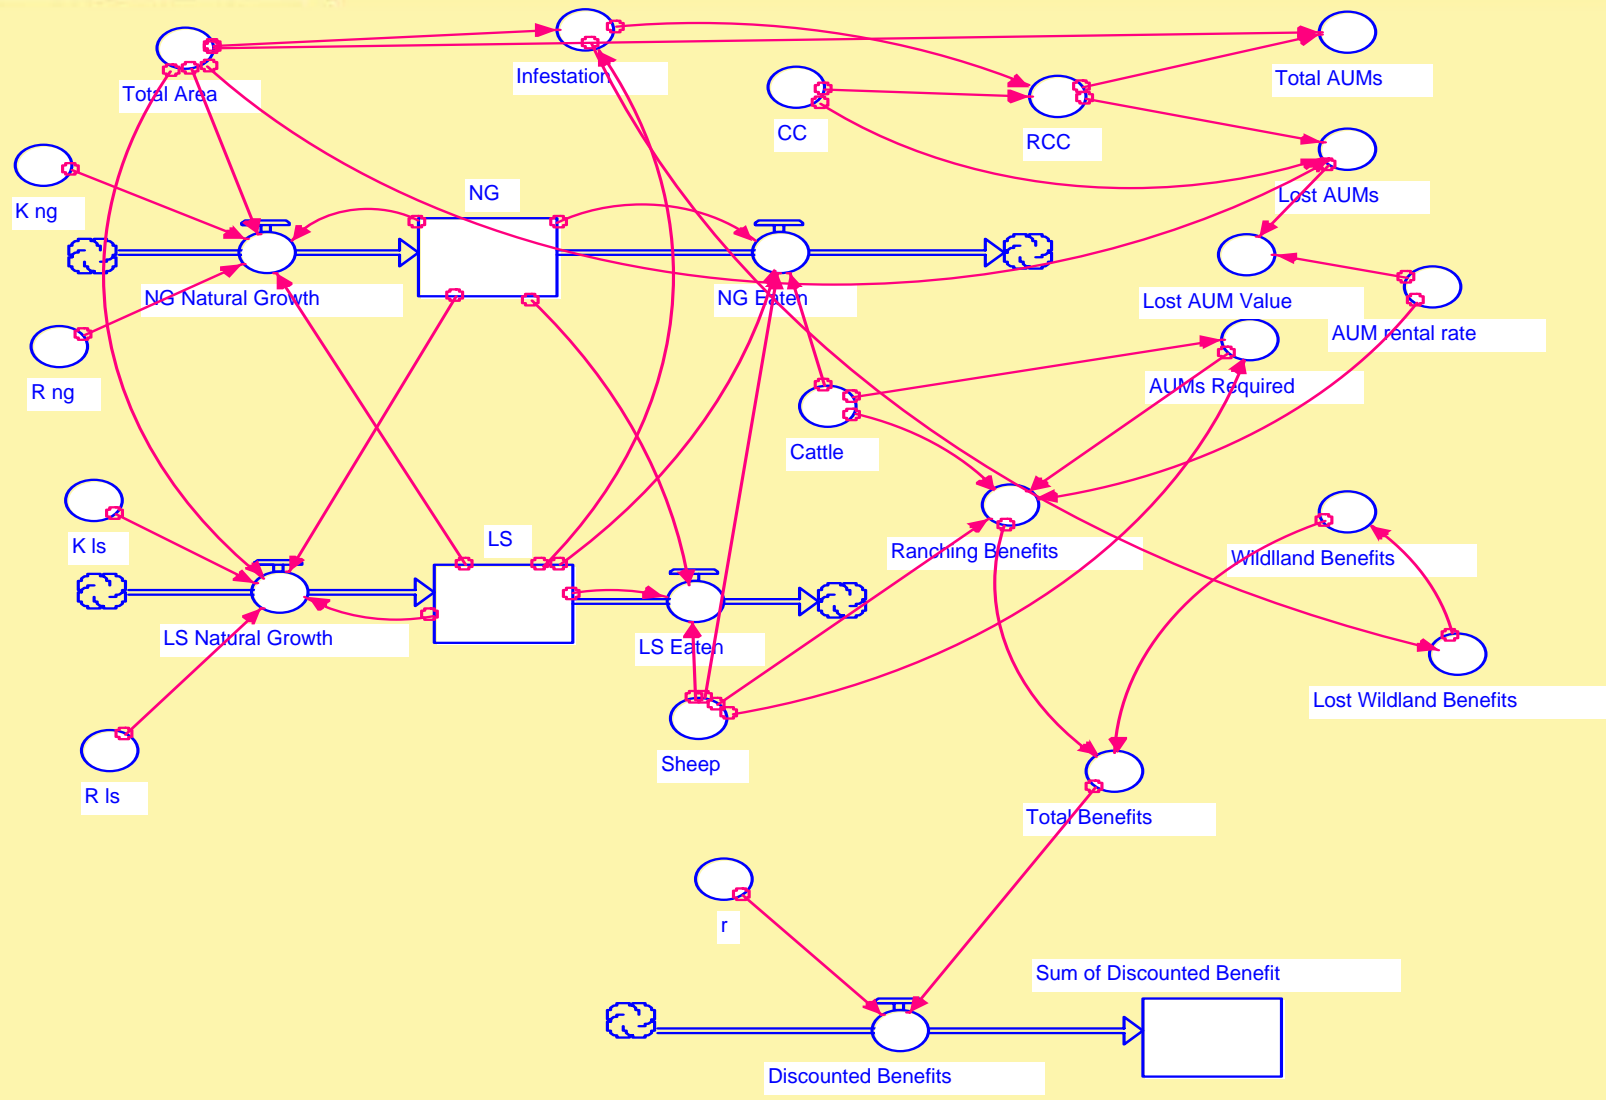 Total Area
Infestation
Total AUMs
CC
RCC
K ng
NG
Lost AUMs
NG Natural Growth
NG Eaten
Lost AUM Value
AUM rental rate
R ng
AUMs Required
Cattle
K ls
LS
Ranching Benefits
Wildlland Benefits
LS Natural Growth
LS Eaten
Lost Wildland Benefits
Sheep
R ls
Total Benefits
r
Sum of Discounted Benefit
Discounted Benefits